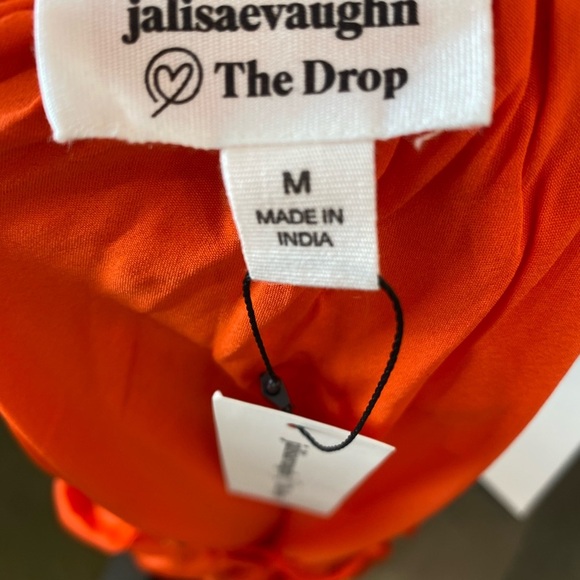 jalisaevaughn
The Drop
M
MADE IN
INDIA